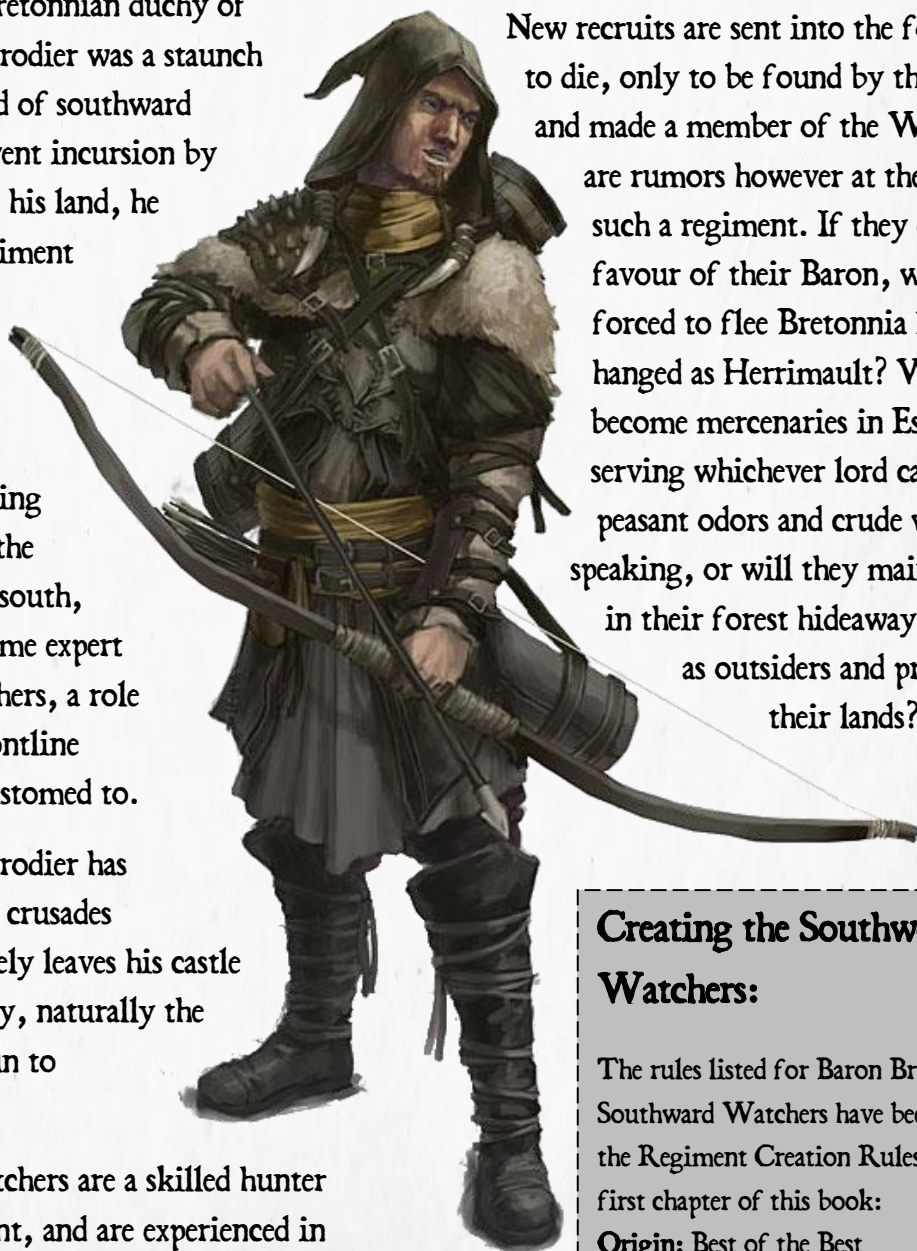 retonnian duchy of
rodier was a staunch
d of southward
vent incursion by
his land, he
iment
ing
the
south,
me expert
hers, a role
ontline
stomed to.
rodier has
crusades
ely leaves his castle
y, naturally the
un to
tchers are a skilled hunter
nt, and are experienced in
New recruits are sent into the fo
to die, only to be found by th
and made a member of the W
are rumors however at the
such a regiment. If they
favour of their Baron, w
forced to flee Bretonnia
hanged as Herrimault? V
become mercenaries in Es
serving whichever lord ca
peasant odors and crude
speaking, or will they mai
in their forest hideaway
as outsiders and pr
their lands?
Creating the Southw
Watchers:
The rules listed for Baron Br
Southward Watchers have bee
the Regiment Creation Rules
first chapter of this book:
Origin: Best of the Best